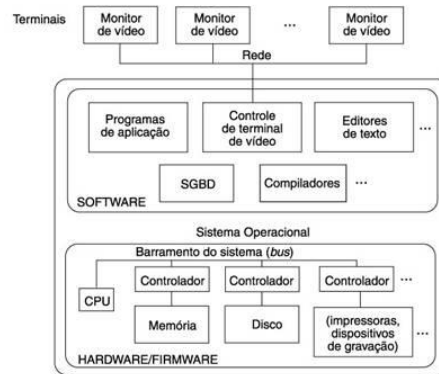 Terminais
Monitor
de vídeo
Monitor
de vídeo
...
Monitor
de vídeo
Rede
Programas
de aplicação
Controle
de terminal
de vídeo
Editores
de texto
...
SGBD
Compiladores
...
SOFTWARE
Sistema Operacional
Barramento do sistema (bus)
CPU
Controlador
Controlador
Controlador
...
Memória
Disco
(impressoras,
dispositivos
de gravação)
...
HARDWARE/FIRMWARE